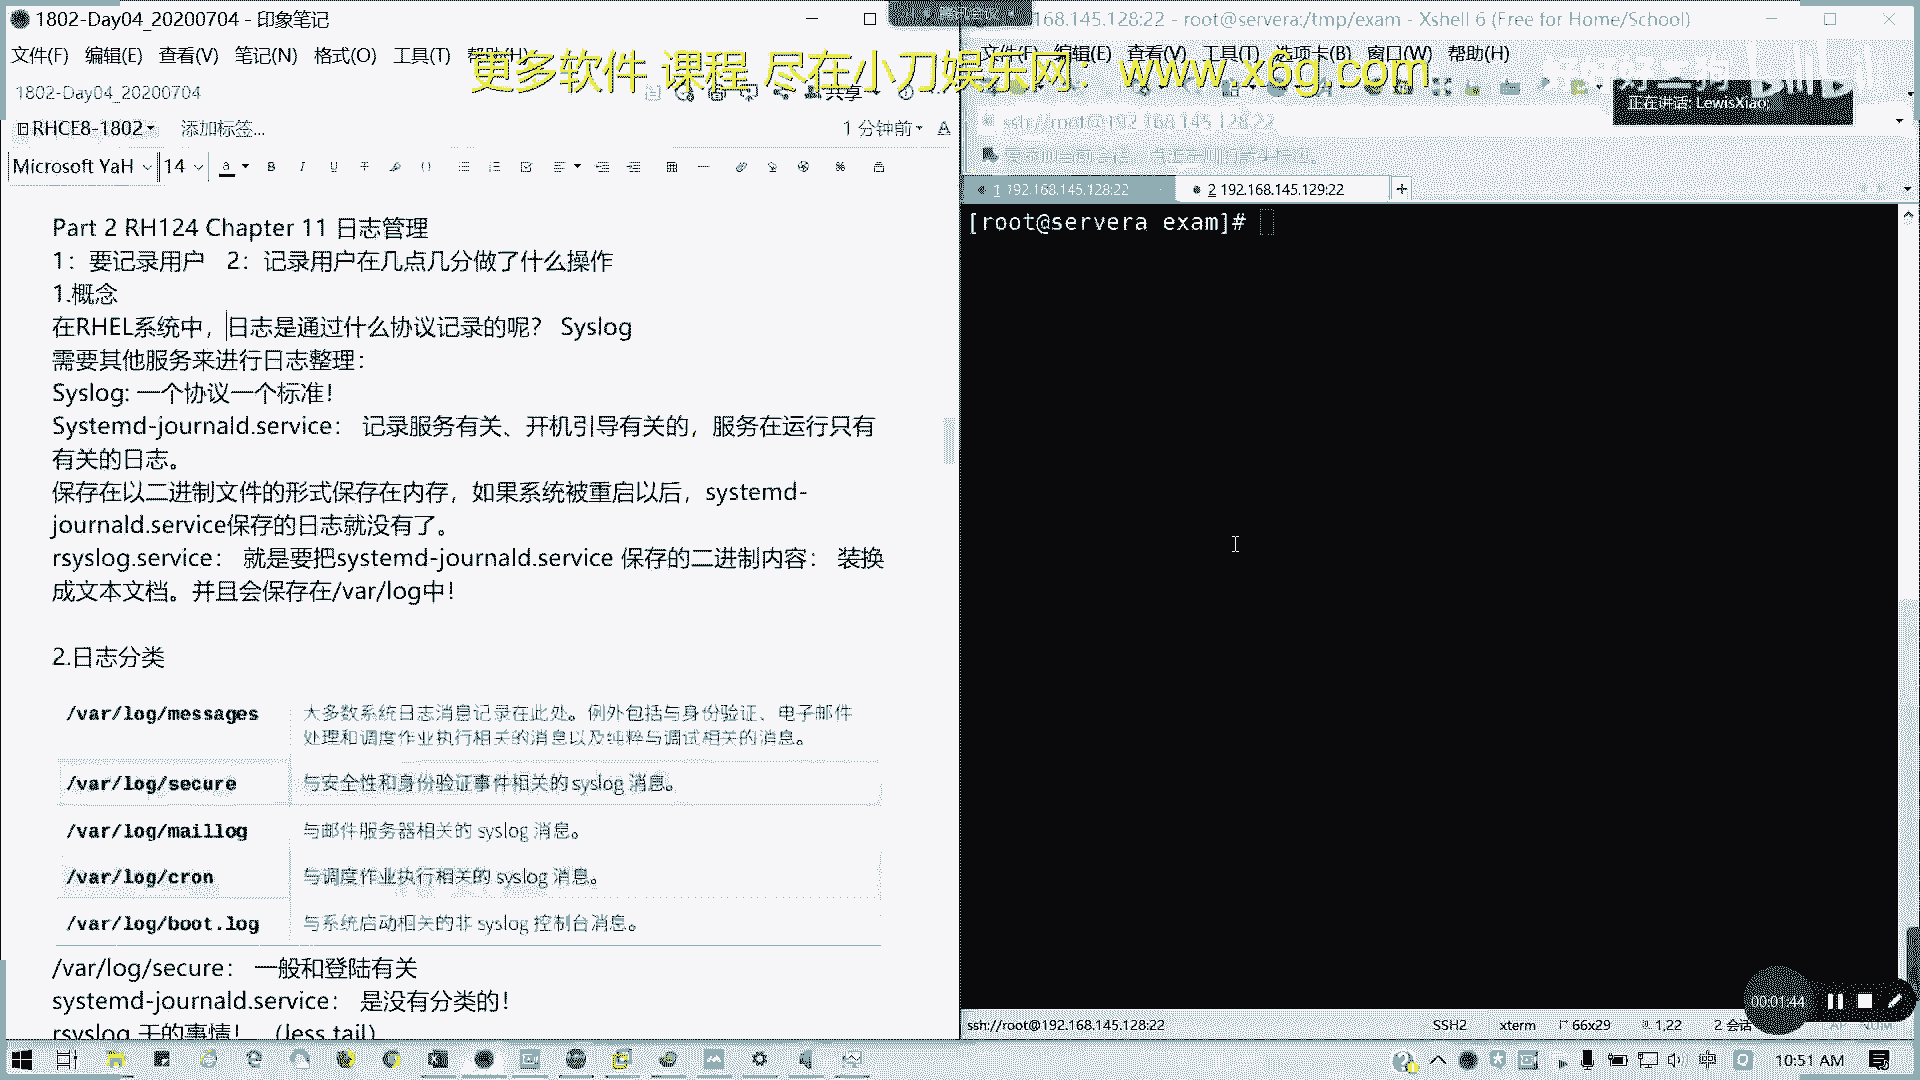 1802-Day04_20200704 - 印象笔记
168.145.128:22 - root@servera:/tmp/exam - Xshell 6 (Free for Home/School)
文件(F) 编辑(E) 查看(V) 笔记(N) 格式(O) 工具(T) 帮助(H)
文件(F) 编辑(E) 查看(V) 工具(T) 选项卡(B) 窗口(W) 帮助(H)
更多软件 课程 尽在小刀娱乐网：www.x6g.com
1802-Day04_20200704
共享
正在讲话: LewisXiao;
RHCE8-1802 添加标签...
1 分钟前
ssh://root@192.168.145.128:22
Microsoft YaH 14
1 192.168.145.128:22
2 192.168.145.129:22
[root@servera exam]#
Part 2 RH124 Chapter 11 日志管理
1：要记录用户 2：记录用户在几点几分做了什么操作
1.概念
在RHEL系统中，日志是通过什么协议记录的呢？ Syslog
需要其他服务来进行日志整理：
Syslog: 一个协议一个标准！
Systemd-journald.service： 记录服务有关、开机引导有关的，服务在运行只有
有关的日志。
保存在以二进制文件的形式保存在内存，如果系统被重启以后，systemd-
journald.service保存的日志就没有了。
rsyslog.service： 就是要把systemd-journald.service 保存的二进制内容： 装换
成文本文档。并且会保存在/var/log中！
2.日志分类
/var/log/messages 大多数系统日志消息记录在此处。例外包括与身份验证、电子邮件
处理和调度作业执行相关的消息以及纯粹与调试相关的消息。
/var/log/secure 与安全性和身份验证事件相关的 syslog 消息。
/var/log/maillog 与邮件服务器相关的 syslog 消息。
/var/log/cron 与调度作业执行相关的 syslog 消息。
/var/log/boot.log 与系统启动相关的非 syslog 控制台消息。
/var/log/secure： 一般和登陆有关
systemd-journald.service： 是没有分类的！
rsyslog 干的事情！ （less tail）
00:01:44
ssh://root@192.168.145.128:22 SSH2 xterm 66x29 1,22 2 会话
10:51 AM